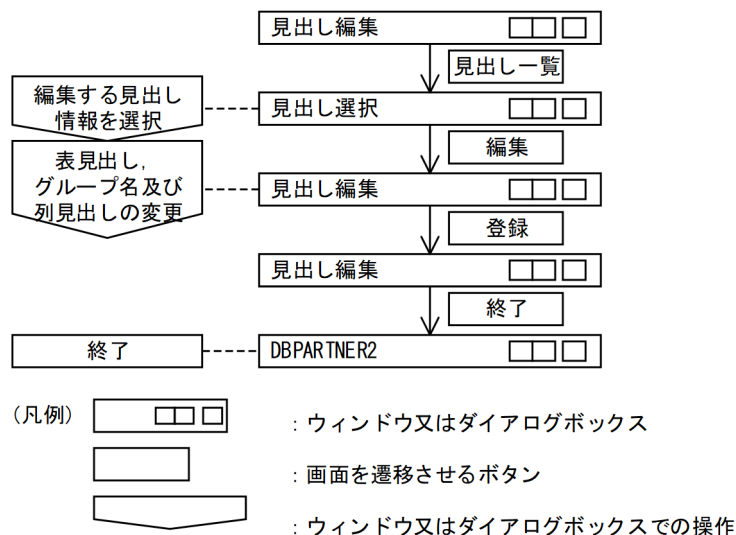 見出し編集
見出し一覧
編集する見出し
情報を選択
見出し選択
編集
表見出し,
グループ名及び
列見出しの変更
見出し編集
登録
見出し編集
終了
終了
DBPARTNER2
(凡例)
:ウィンドウ又はダイアログボックス
:画面を遷移させるボタン
:ウィンドウ又はダイアログボックスでの操作